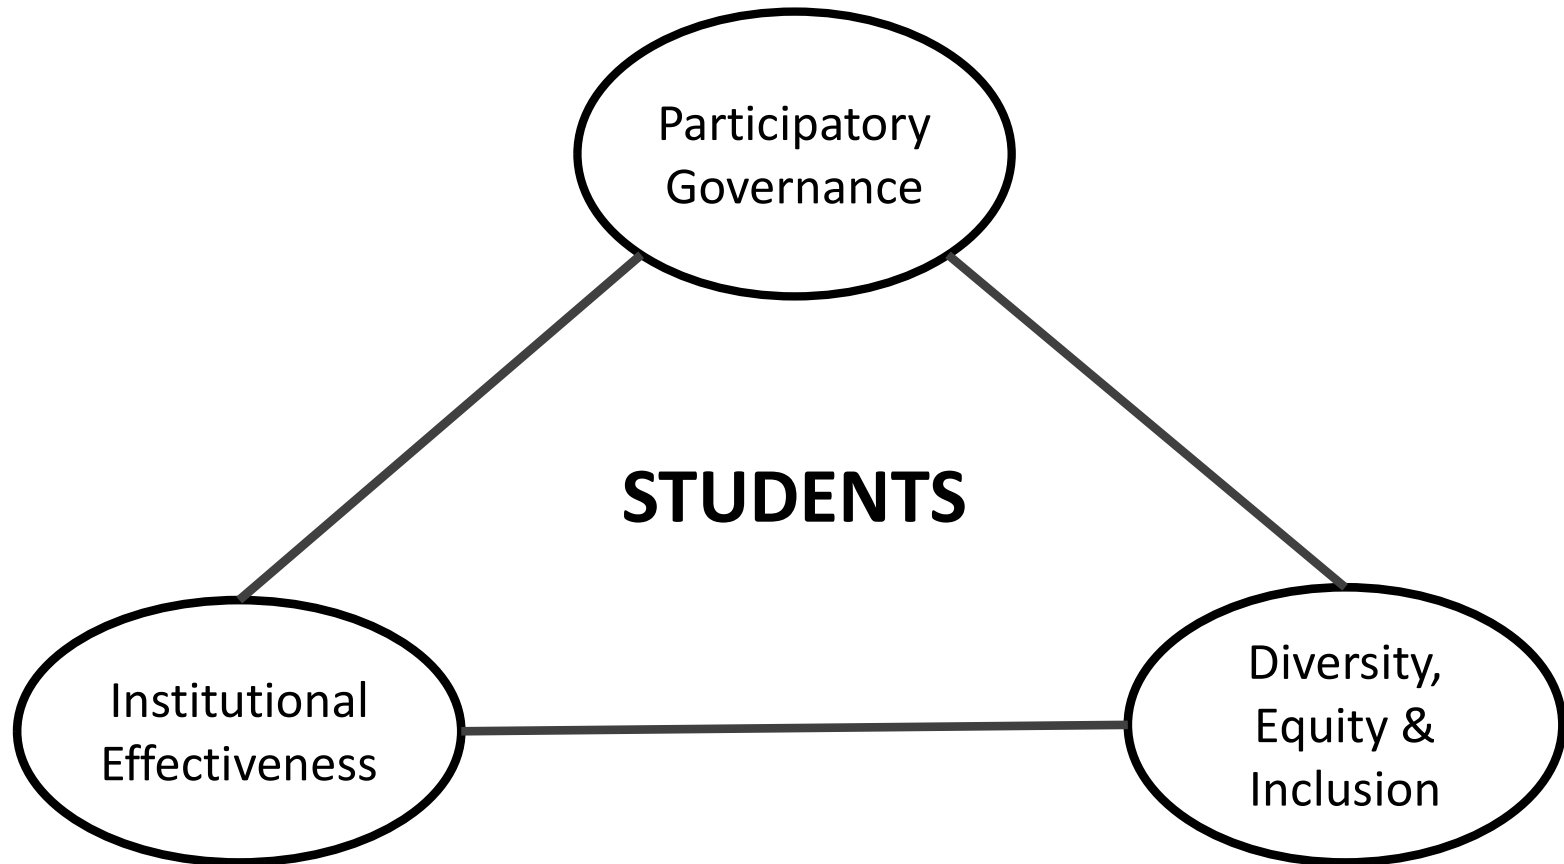 Participatory
Governance
STUDENTS
Institutional
Effectiveness
Diversity,
Equity &
Inclusion